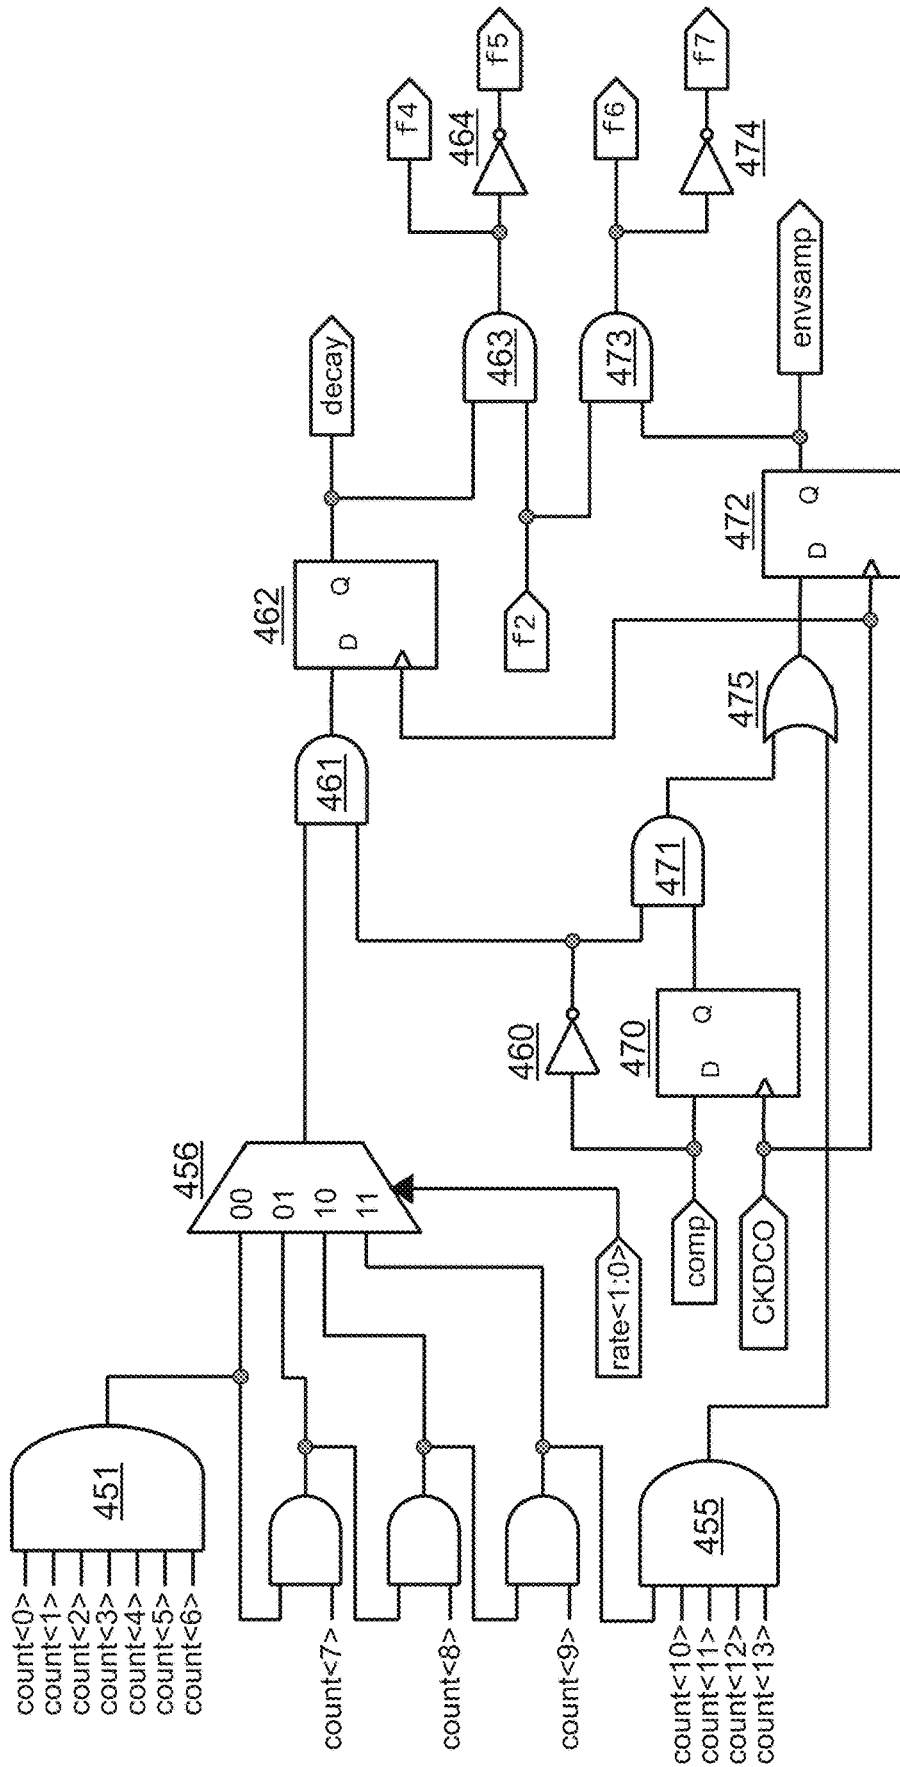 count<0>
count<1>
count<2>
count<3>
count<4>
count<5>
count<6>
451
count<7>
count<8>
count<9>
count<10>
count<11>
count<12>
count<13>
455
456
00
01
10
11
rate<1:0>
comp
CKDCO
460
470
D
Q
461
471
475
462
D
Q
f2
472
D
Q
decay
463
473
envsamp
f4
464
f5
f6
474
f7